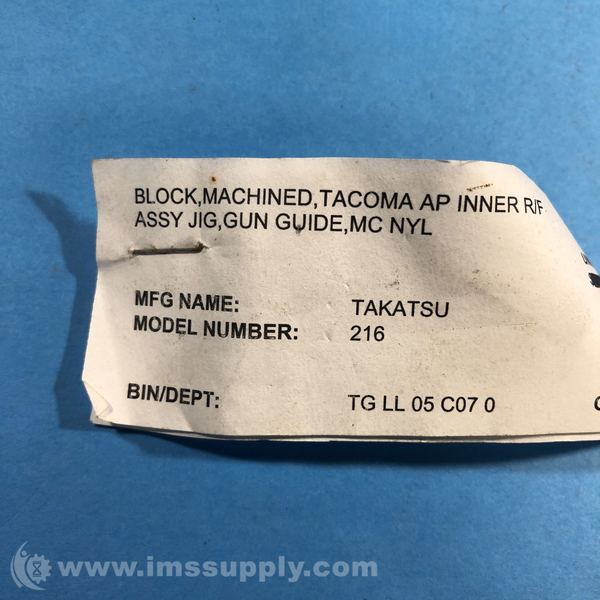 BLOCK,MACHINED,TACOMA AP INNER R/F
ASSY JIG,GUN GUIDE,MC NYL
MFG NAME: TAKATSU
MODEL NUMBER: 216
BIN/DEPT: TG LL 05 C07 0
www.imssupply.com